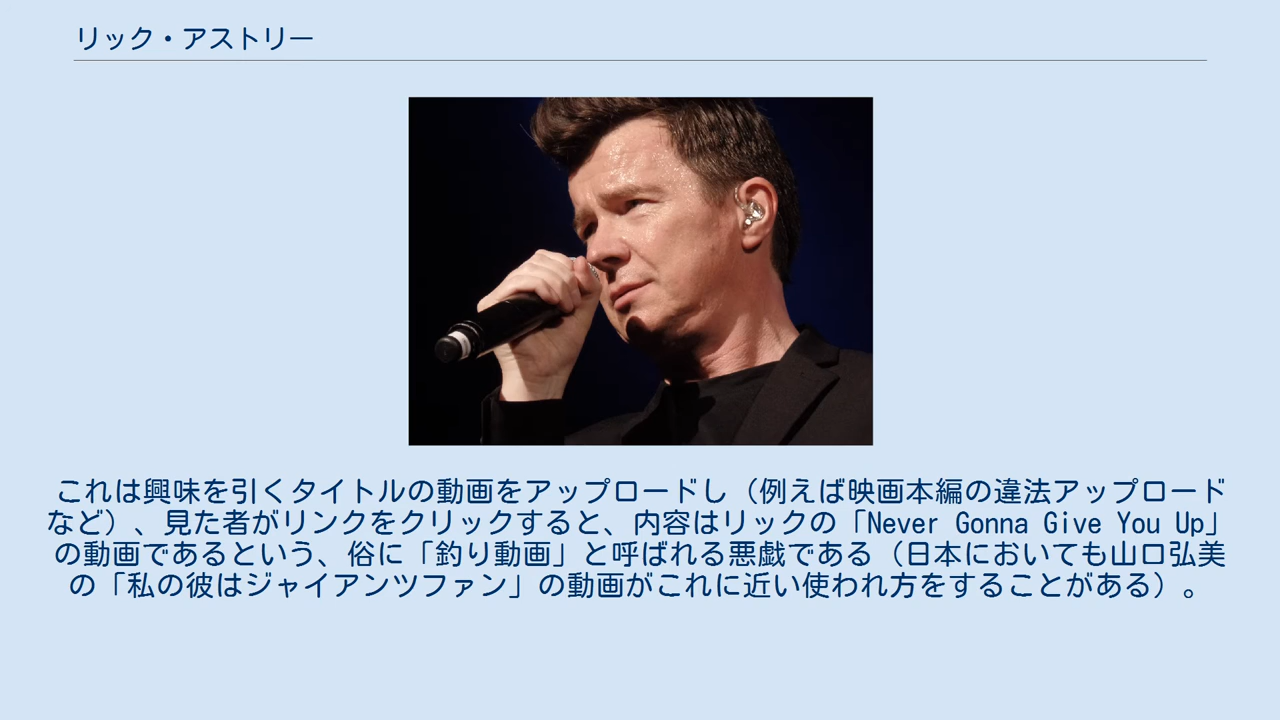 リック・アストリー
これは興味を引くタイトルの動画をアップロードし（例えば映画本編の違法アップロード
など）、見た者がリンクをクリックすると、内容はリックの「Never Gonna Give You Up」
の動画であるという、俗に「釣り動画」と呼ばれる悪戯である（日本においても山口弘美
の「私の彼はジャイアンツファン」の動画がこれに近い使われ方をすることがある）。